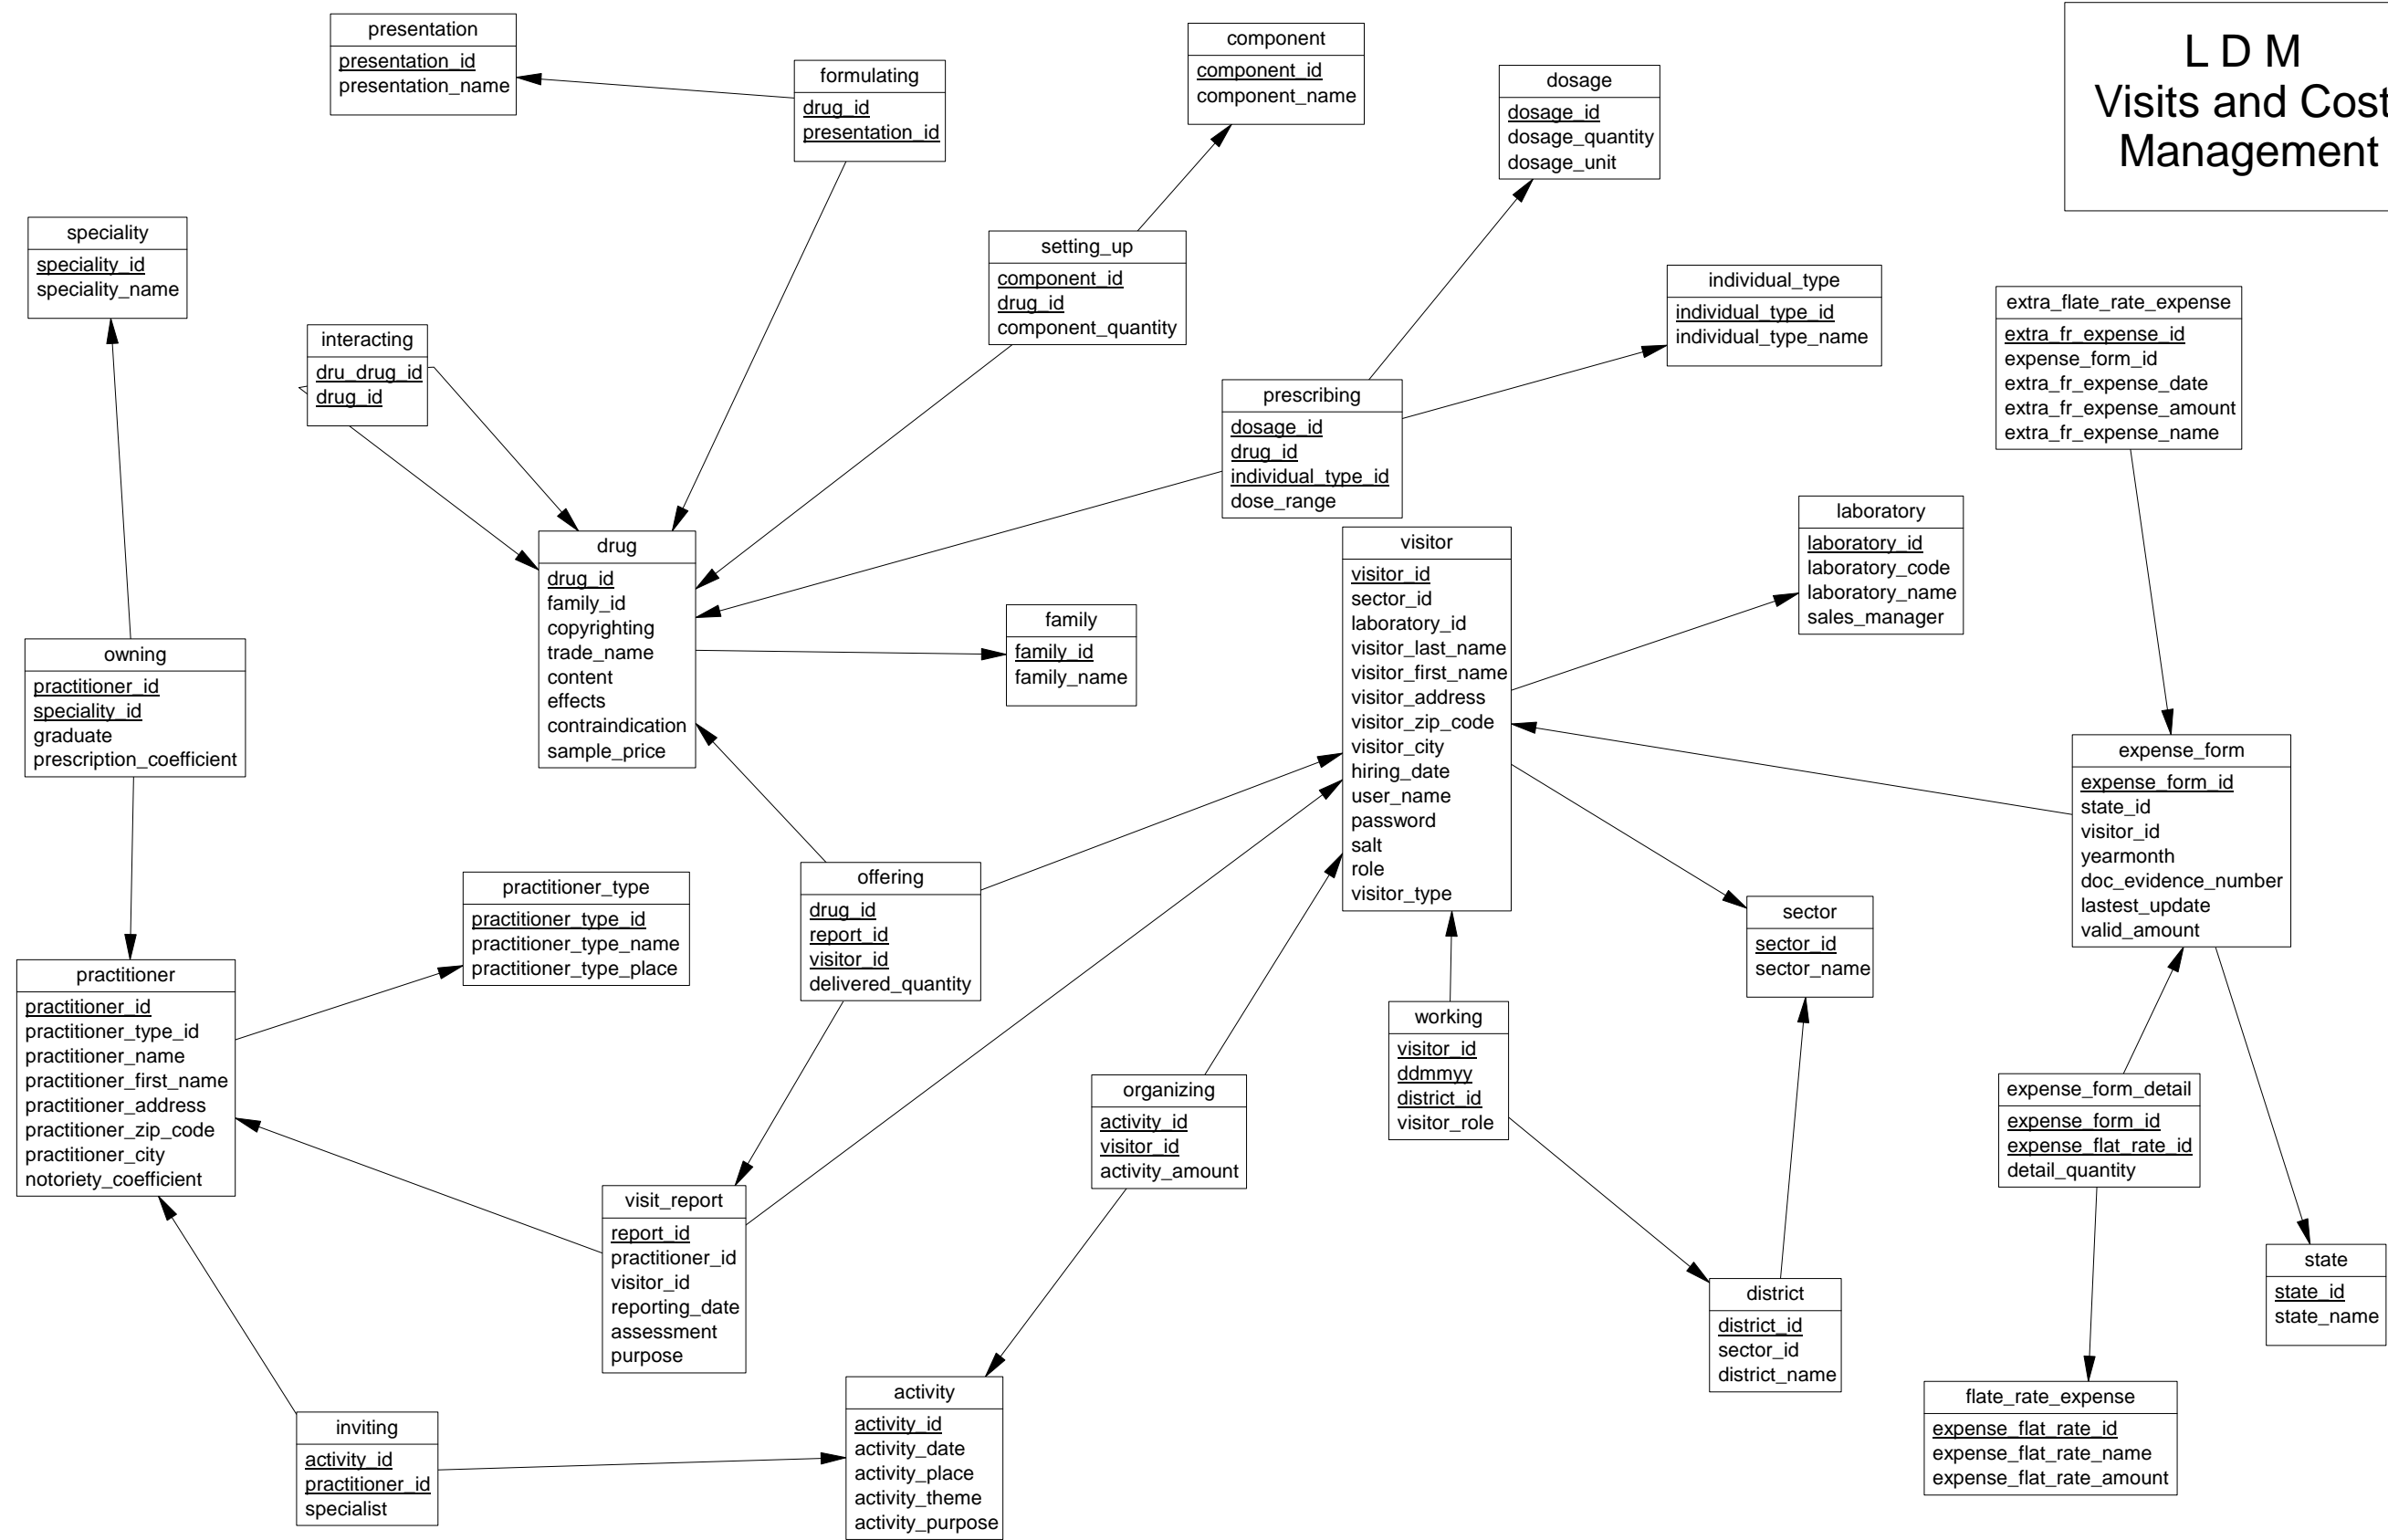 L D M
Visits and Cost
Management
presentation
presentation_id
presentation_name
formulating
drug_id
presentation_id
component
component_id
component_name
dosage
dosage_id
dosage_quantity
dosage_unit
speciality
speciality_id
speciality_name
setting_up
component_id
drug_id
component_quantity
individual_type
individual_type_id
individual_type_name
extra_flate_rate_expense
extra_fr_expense_id
expense_form_id
extra_fr_expense_date
extra_fr_expense_amount
extra_fr_expense_name
interacting
dru_drug_id
drug_id
prescribing
dosage_id
drug_id
individual_type_id
dose_range
laboratory
laboratory_id
laboratory_code
laboratory_name
sales_manager
drug
drug_id
family_id
copyrighting
trade_name
content
effects
contraindication
sample_price
visitor
visitor_id
sector_id
laboratory_id
visitor_last_name
visitor_first_name
visitor_address
visitor_zip_code
visitor_city
hiring_date
user_name
password
salt
role
visitor_type
family
family_id
family_name
owning
practitioner_id
speciality_id
graduate
prescription_coefficient
expense_form
expense_form_id
state_id
visitor_id
yearmonth
doc_evidence_number
lastest_update
valid_amount
practitioner_type
practitioner_type_id
practitioner_type_name
practitioner_type_place
offering
drug_id
report_id
visitor_id
delivered_quantity
sector
sector_id
sector_name
practitioner
practitioner_id
practitioner_type_id
practitioner_name
practitioner_first_name
practitioner_address
practitioner_zip_code
practitioner_city
notoriety_coefficient
working
visitor_id
ddmmyy
district_id
visitor_role
organizing
activity_id
visitor_id
activity_amount
expense_form_detail
expense_form_id
expense_flat_rate_id
detail_quantity
visit_report
report_id
practitioner_id
visitor_id
reporting_date
assessment
purpose
state
state_id
state_name
district
district_id
sector_id
district_name
activity
activity_id
activity_date
activity_place
activity_theme
activity_purpose
flate_rate_expense
expense_flat_rate_id
expense_flat_rate_name
expense_flat_rate_amount
inviting
activity_id
practitioner_id
specialist